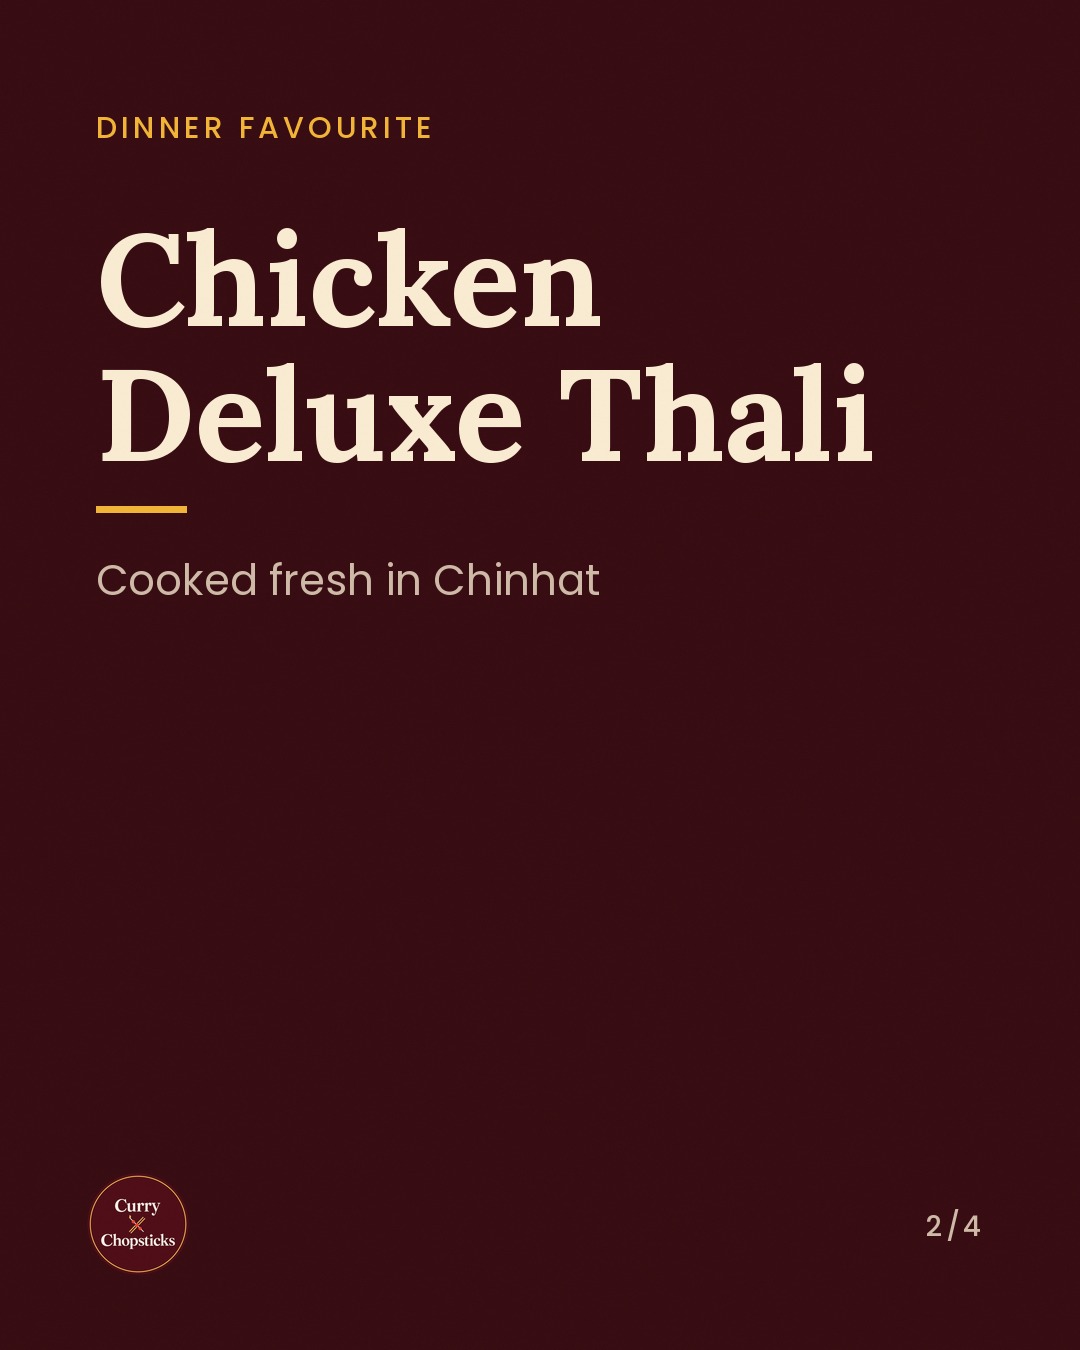 DINNER FAVOURITE
Chicken
Deluxe Thali
Cooked fresh in Chinhat
Curry
Chopsticks
2/4